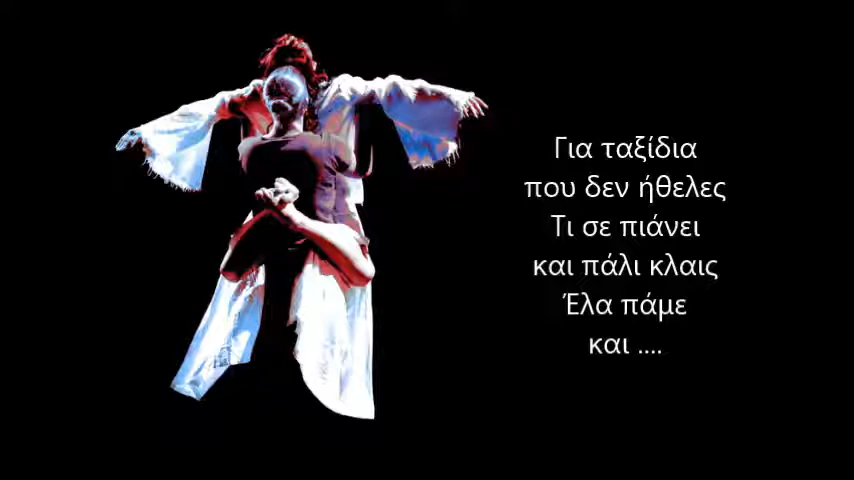 Για ταξίδια
που δεν ήθελες
Τι σε πιάνει
και πάλι κλαις
Έλα πάμε
και ....